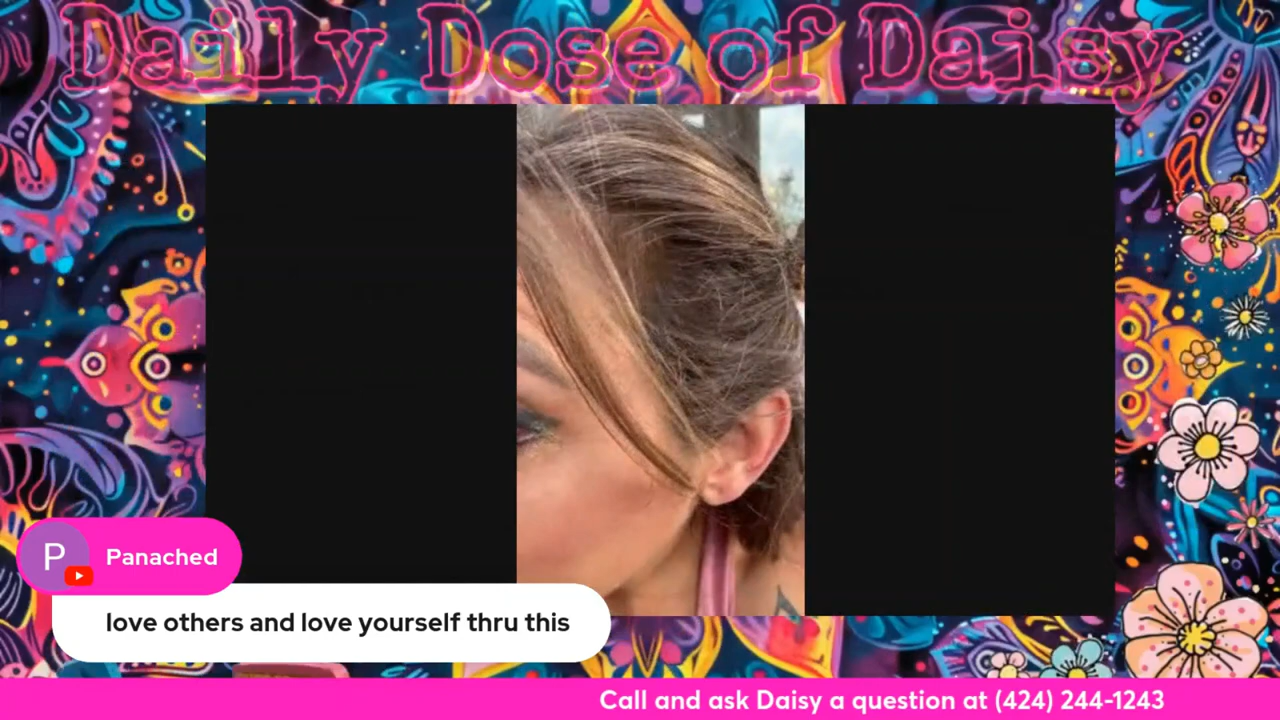 Daily Dose of Daisy
P
Panached
love others and love yourself thru this
Call and ask Daisy a question at (424) 244-1243